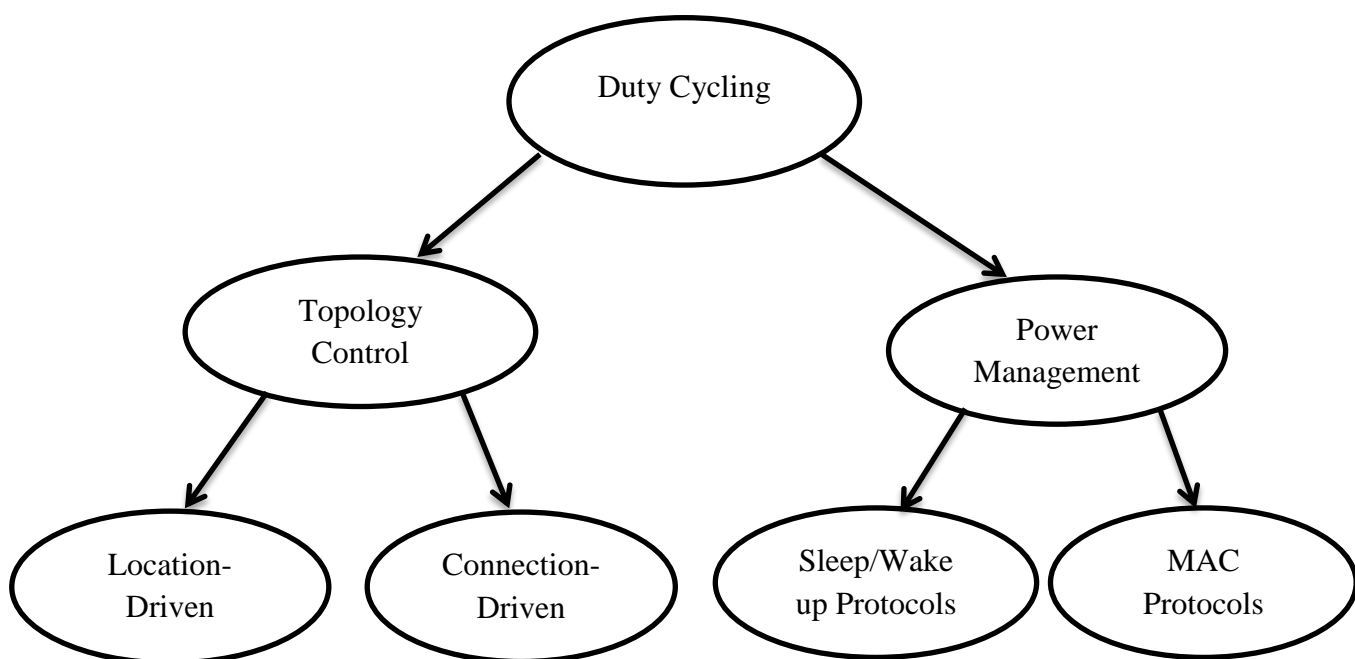 Duty Cycling
Topology
Control
Power
Management
Location-
Driven
Connection-
Driven
Sleep/Wake
up Protocols
MAC
Protocols